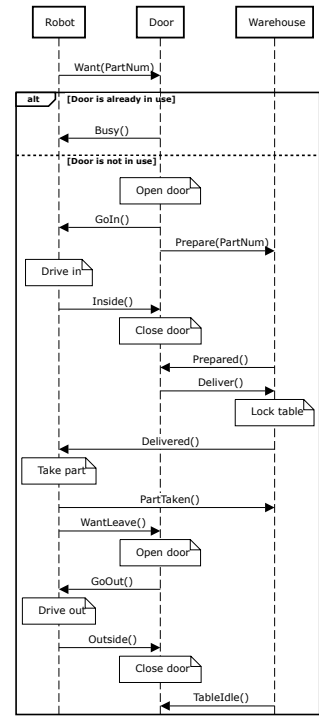 Robot Door Warehouse
Want(PartNum)
alt [Door is already in use]
Busy()
[Door is not in use]
Open door
GoIn()
Prepare(PartNum)
Drive in
Inside()
Close door
Prepared()
Deliver()
Lock table
Delivered()
Take part
PartTaken()
WantLeave()
Open door
GoOut()
Drive out
Outside()
Close door
TableIdle()